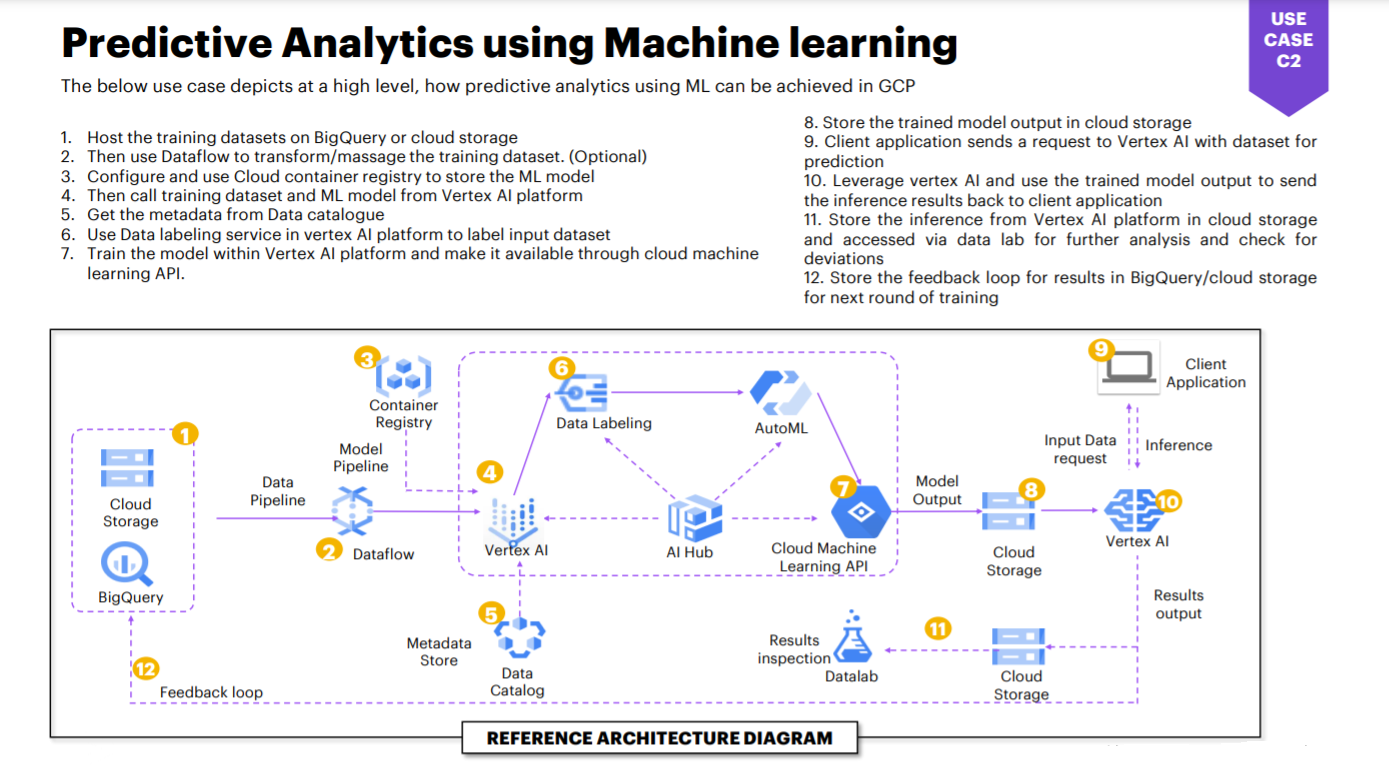 Predictive Analytics using Machine learning
USE
CASE
C2
The below use case depicts at a high level, how predictive analytics using ML can be achieved in GCP
1. Host the training datasets on BigQuery or cloud storage
2. Then use Dataflow to transform/massage the training dataset. (Optional)
3. Configure and use Cloud container registry to store the ML model
4. Then call training dataset and ML model from Vertex AI platform
5. Get the metadata from Data catalogue
6. Use Data labeling service in vertex AI platform to label input dataset
7. Train the model within Vertex AI platform and make it available through cloud machine
learning API.
8. Store the trained model output in cloud storage
9. Client application sends a request to Vertex AI with dataset for
prediction
10. Leverage vertex AI and use the trained model output to send
the inference results back to client application
11. Store the inference from Vertex AI platform in cloud storage
and accessed via data lab for further analysis and check for
deviations
12. Store the feedback loop for results in BigQuery/cloud storage
for next round of training
1
Cloud
Storage
BigQuery
Data
Pipeline
3
Container
Registry
Model
Pipeline
2
Dataflow
4
Vertex AI
6
Data Labeling
AutoML
AI Hub
7
Cloud Machine
Learning API
Model
Output
8
Cloud
Storage
9
Client
Application
Input Data
request
Inference
10
Vertex AI
Results
output
5
Metadata
Store
Data
Catalog
Results
inspection
Datalab
11
Cloud
Storage
12
Feedback loop
REFERENCE ARCHITECTURE DIAGRAM